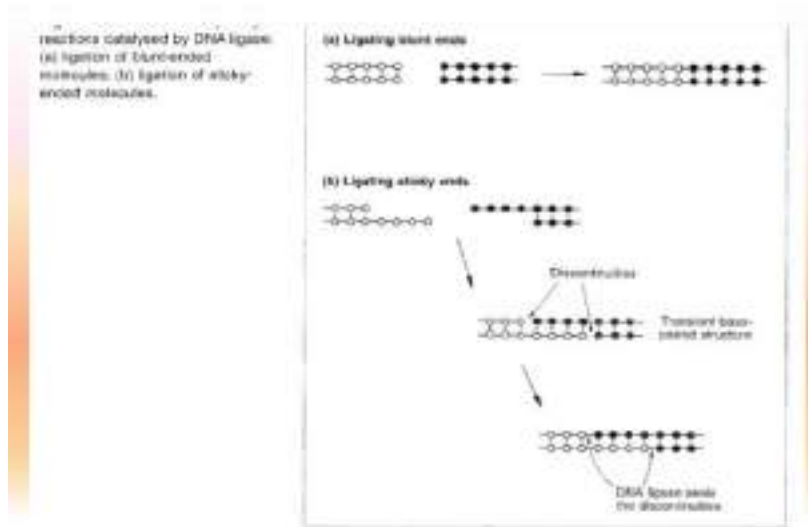 reactions catalysed by DNA ligase:
(a) ligation of blunt-ended
molecules; (b) ligation of sticky-
ended molecules.
(a) Ligating blunt ends
(b) Ligating sticky ends
Discontinuities
Transient base-
paired structure
DNA ligase seals
the discontinuities